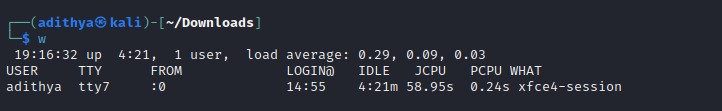 ┌──(adithya㉿kali)-[~/Downloads]
└─$ w
 19:16:32 up  4:21,  1 user,  load average: 0.29, 0.09, 0.03
USER     TTY      FROM             LOGIN@   IDLE   JCPU   PCPU WHAT
adithya  tty7     :0               14:55    4:21m 58.95s  0.24s xfce4-session